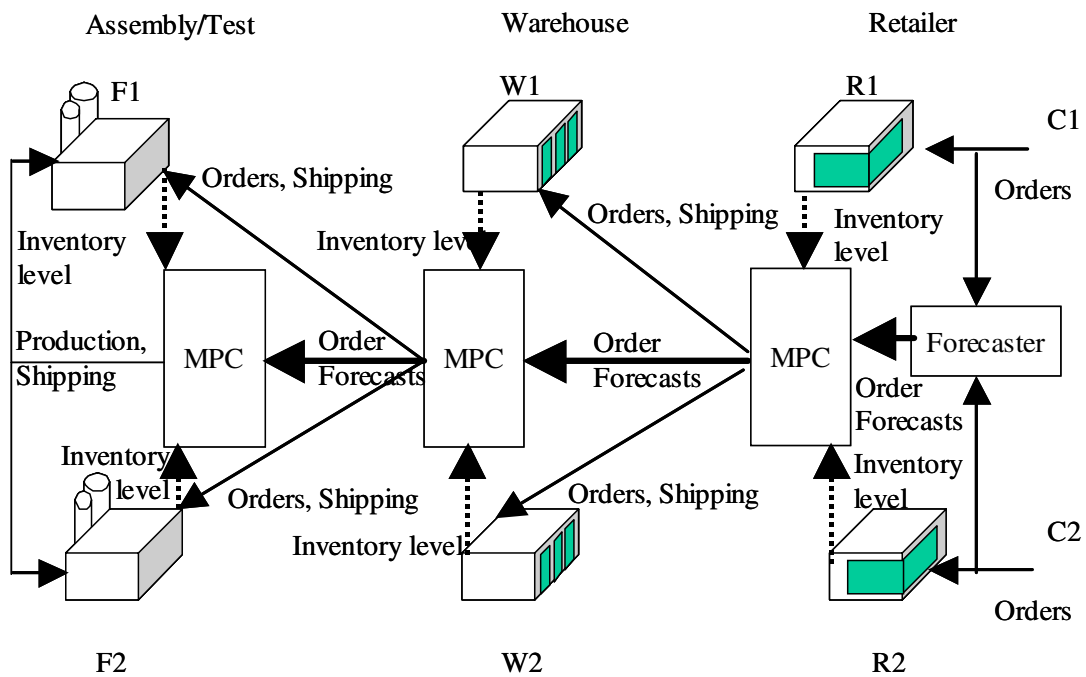 Assembly/Test
Warehouse
Retailer
F1
W1
R1
C1
Orders, Shipping
Orders, Shipping
Orders
Inventory
level
Inventory level
Inventory
level
Production,
Shipping
MPC
Order
Forecasts
MPC
Order
Forecasts
MPC
Forecaster
Order
Forecasts
Inventory
level
Orders, Shipping
Inventory level
Orders, Shipping
Inventory
level
C2
Orders
F2
W2
R2